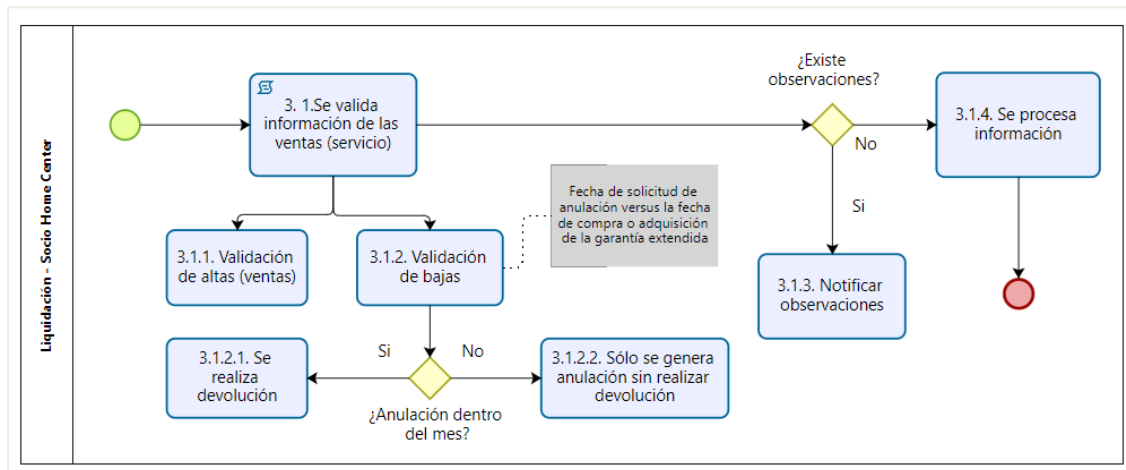 Liquidación - Socio Home Center
3. 1.Se valida
información de las
ventas (servicio)
¿Existe
observaciones?
No
3.1.4. Se procesa
información
Si
3.1.3. Notificar
observaciones
3.1.1. Validación
de altas (ventas)
3.1.2. Validación
de bajas
Fecha de solicitud de
anulación versus la fecha
de compra o adquisición
de la garantía extendida
3.1.2.1. Se
realiza
devolución
Si
No
¿Anulación dentro
del mes?
3.1.2.2. Sólo se genera
anulación sin realizar
devolución